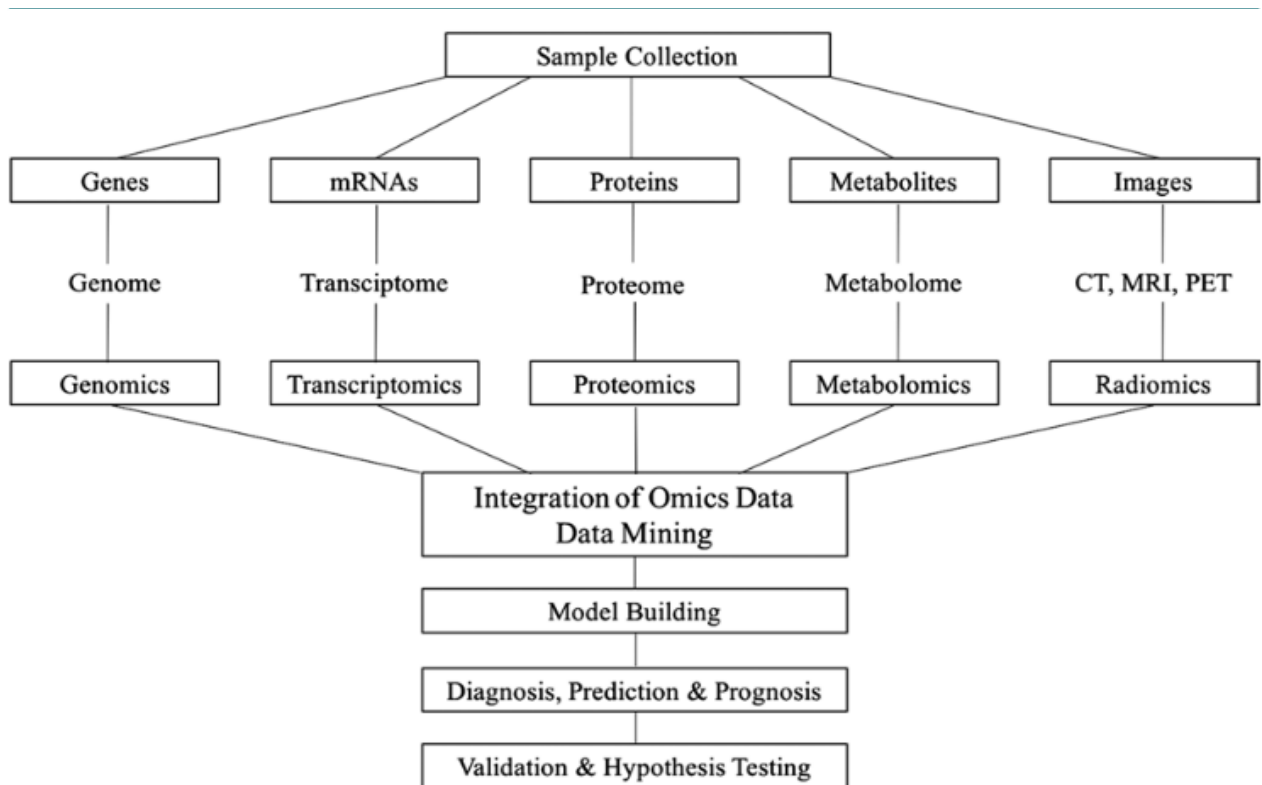 Sample Collection
Genes
mRNAs
Proteins
Metabolites
Images
Genome
Transciptome
Proteome
Metabolome
CT, MRI, PET
Genomics
Transcriptomics
Proteomics
Metabolomics
Radiomics
Integration of Omics Data
Data Mining
Model Building
Diagnosis, Prediction & Prognosis
Validation & Hypothesis Testing